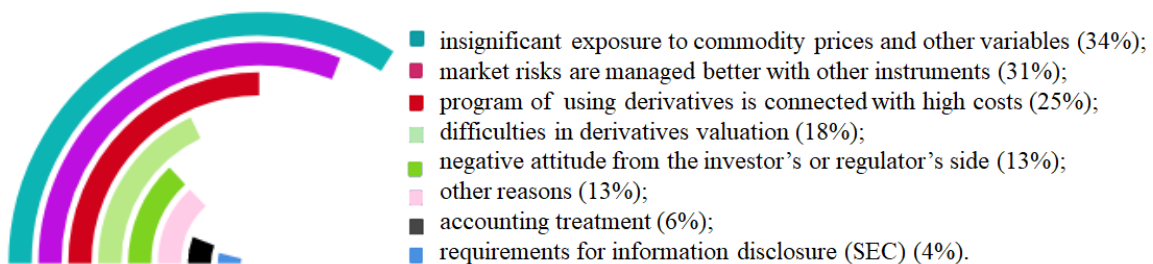 insignificant exposure to commodity prices and other variables (34%);
market risks are managed better with other instruments (31%);
program of using derivatives is connected with high costs (25%);
difficulties in derivatives valuation (18%);
negative attitude from the investor's or regulator's side (13%);
other reasons (13%);
accounting treatment (6%);
requirements for information disclosure (SEC) (4%).